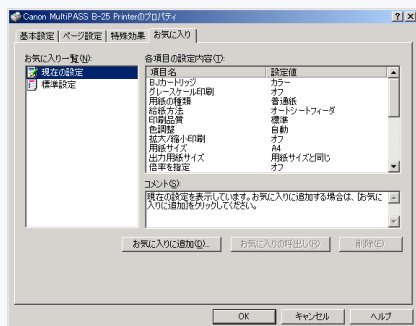 Canon MultiPASS B-25 Printerのプロパティ
基本設定 ページ設定 特殊効果 お気に入り
お気に入り一覧(N):
現在の設定
標準設定
各項目の設定内容(T):
項目名 設定値
BJカートリッジ カラー
グレースケール印刷 オフ
用紙の種類 普通紙
給紙方法 オートシートフィーダ
印刷品質 標準
色調整 自動
拡大/縮小印刷 オフ
用紙サイズ A4
出力用紙サイズ 用紙サイズと同じ
倍率を指定 オフ
コメント(S):
現在の設定を表示しています。お気に入りに追加する場合は、[お気に
入りに追加]をクリックしてください。
お気に入りに追加(D)... お気に入りの呼出し(R) 削除(E)
OK キャンセル ヘルプ